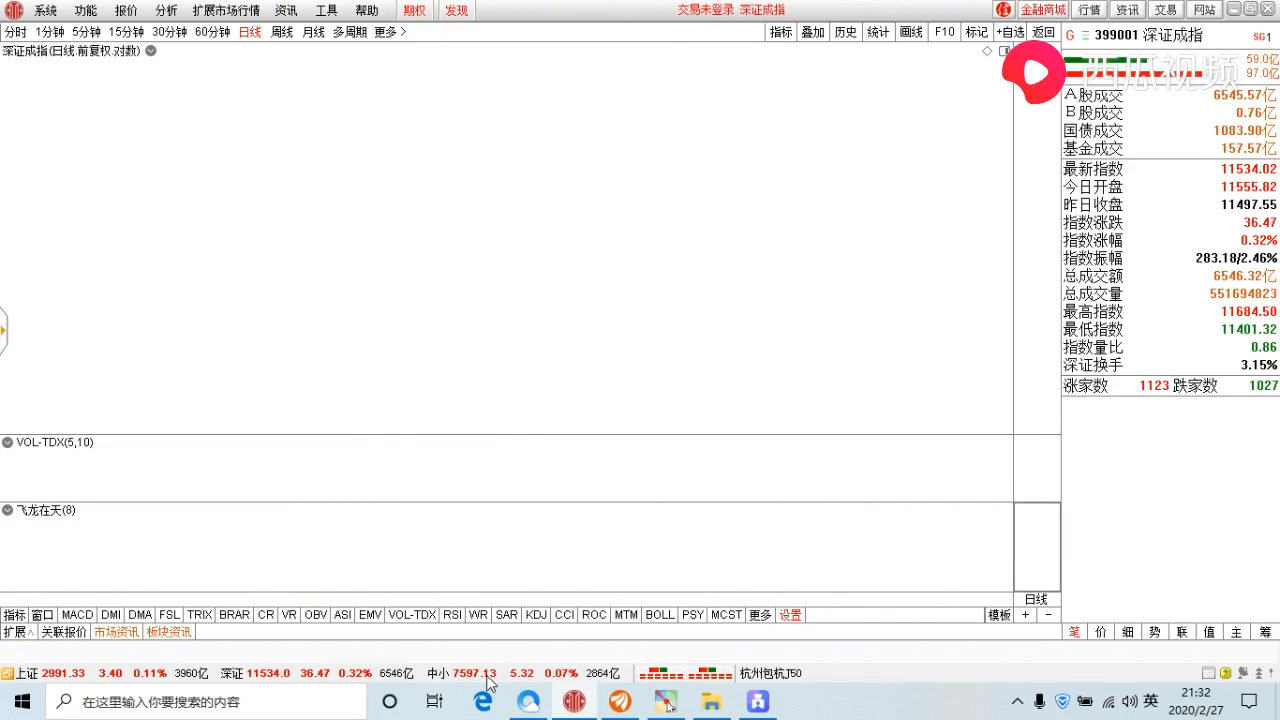 系统 功能 报价 分析 扩展市场行情 资讯 工具 帮助 期权 发现 交易未登录 深证成指 金融商城 行情 资讯 交易 网站
分时 1分钟 5分钟 15分钟 30分钟 60分钟 日线 周线 月线 多周期 更多 指标 叠加 历史 统计 画线 F10 标记 +自选 返回
G 399001 深证成指 SG1
深证成指(日线.前复权.对数)
59.0亿
西瓜视频
97.0亿
A股成交 6545.57亿
B股成交 0.76亿
国债成交 1083.90亿
基金成交 157.57亿
最新指数 11534.02
今日开盘 11555.82
昨日收盘 11497.55
指数涨跌 36.47
指数涨幅 0.32%
指数振幅 283.18/2.46%
总成交额 6546.32亿
总成交量 551694823
最高指数 11684.50
最低指数 11401.32
指数量比 0.86
深证换手 3.15%
涨家数 1123 跌家数 1027
VOL-TDX(5,10)
飞龙在天(8)
日线
指标 窗口 MACD DMI DMA FSL TRIX BRAR CR VR OBV ASI EMV VOL-TDX RSI WR SAR KDJ CCI ROC MTM BOLL PSY MCST 更多 设置 模板 + -
扩展^ 关联报价 市场资讯 板块资讯 笔 价 细 势 联 值 主 筹
上证 2991.33 3.40 0.11% 3960亿 深证 11534.0 36.47 0.32% 6546亿 中小 7597.13 5.32 0.07% 2864亿 杭州包杭J50
在这里输入你要搜索的内容 英 21:32
2020/2/27